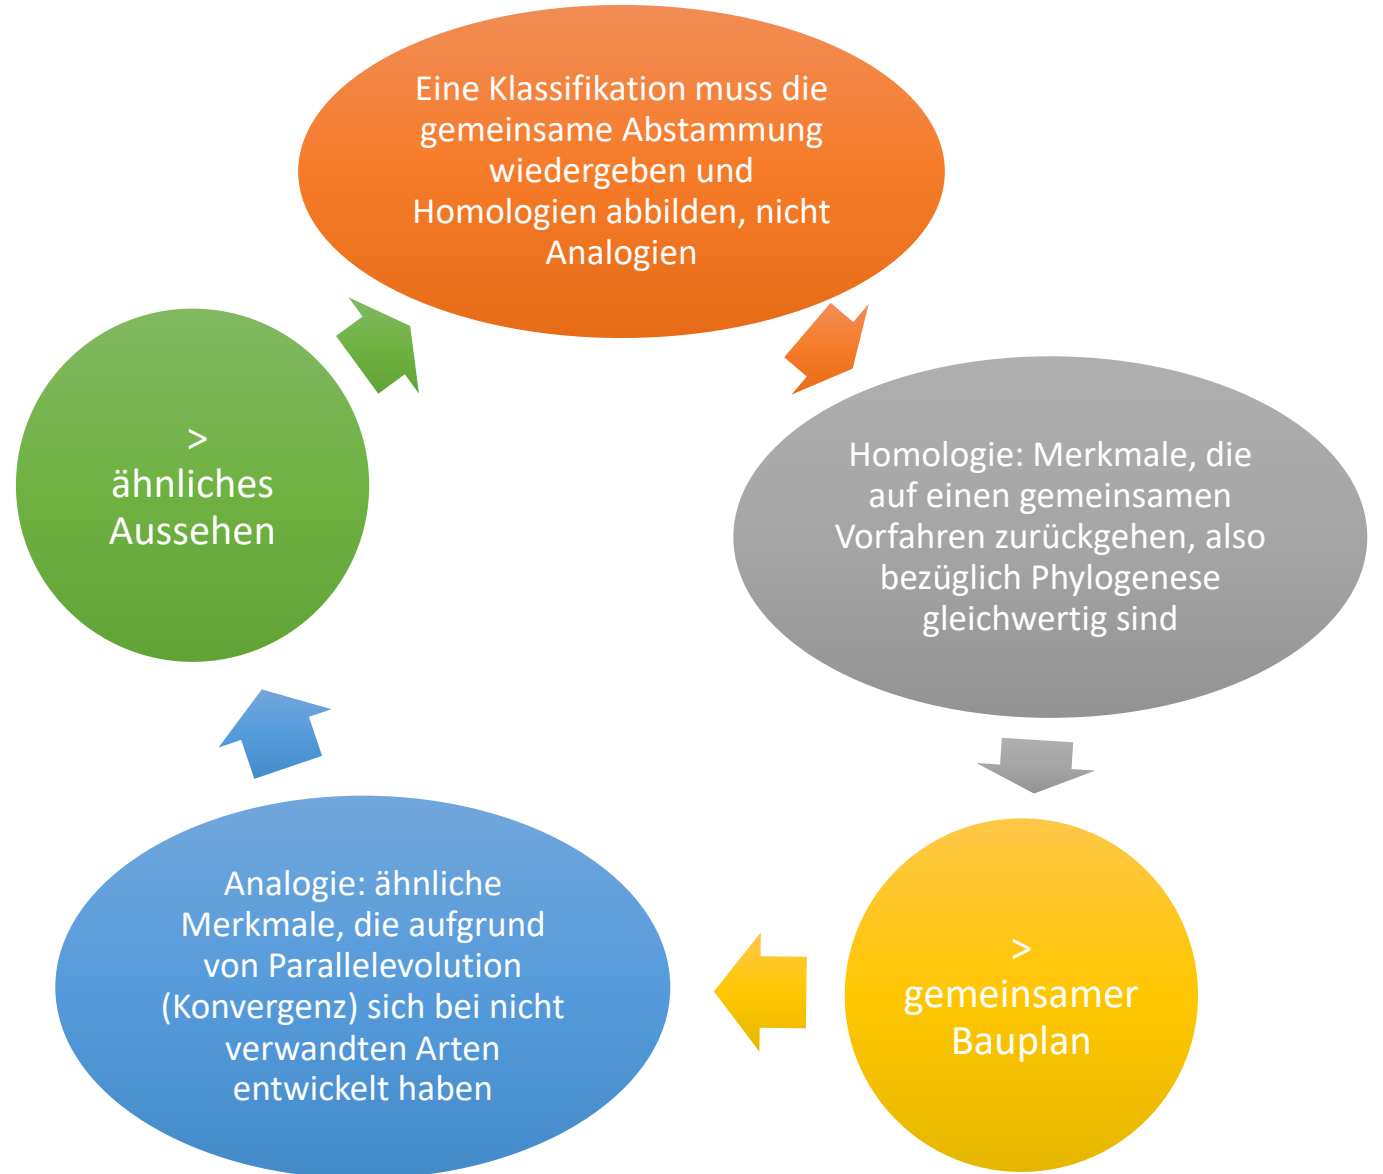 Eine Klassifikation muss die
gemeinsame Abstammung
wiedergeben und
Homologien abbilden, nicht
Analogien
Homologie: Merkmale, die
auf einen gemeinsamen
Vorfahren zurückgehen, also
bezüglich Phylogenese
gleichwertig sind
>
gemeinsamer
Bauplan
Analogie: ähnliche
Merkmale, die aufgrund
von Parallelevolution
(Konvergenz) sich bei nicht
verwandten Arten
entwickelt haben
>
ähnliches
Aussehen